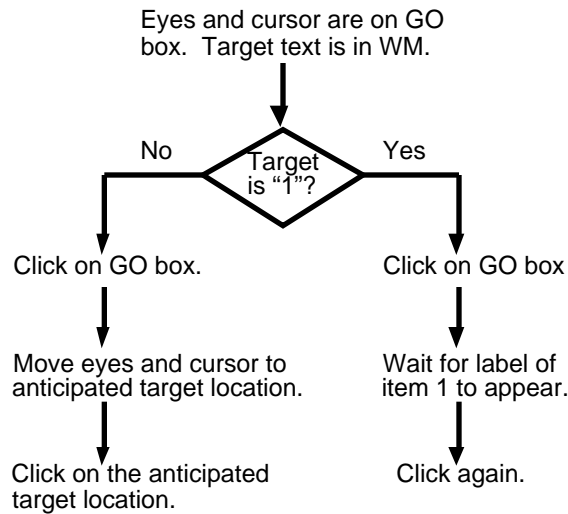 Eyes and cursor are on GO
box.  Target text is in WM.
No
Target
is “1”?
Yes
Click on GO box.
Click on GO box
Move eyes and cursor to
anticipated target location.
Wait for label of
item 1 to appear.
Click on the anticipated
target location.
Click again.